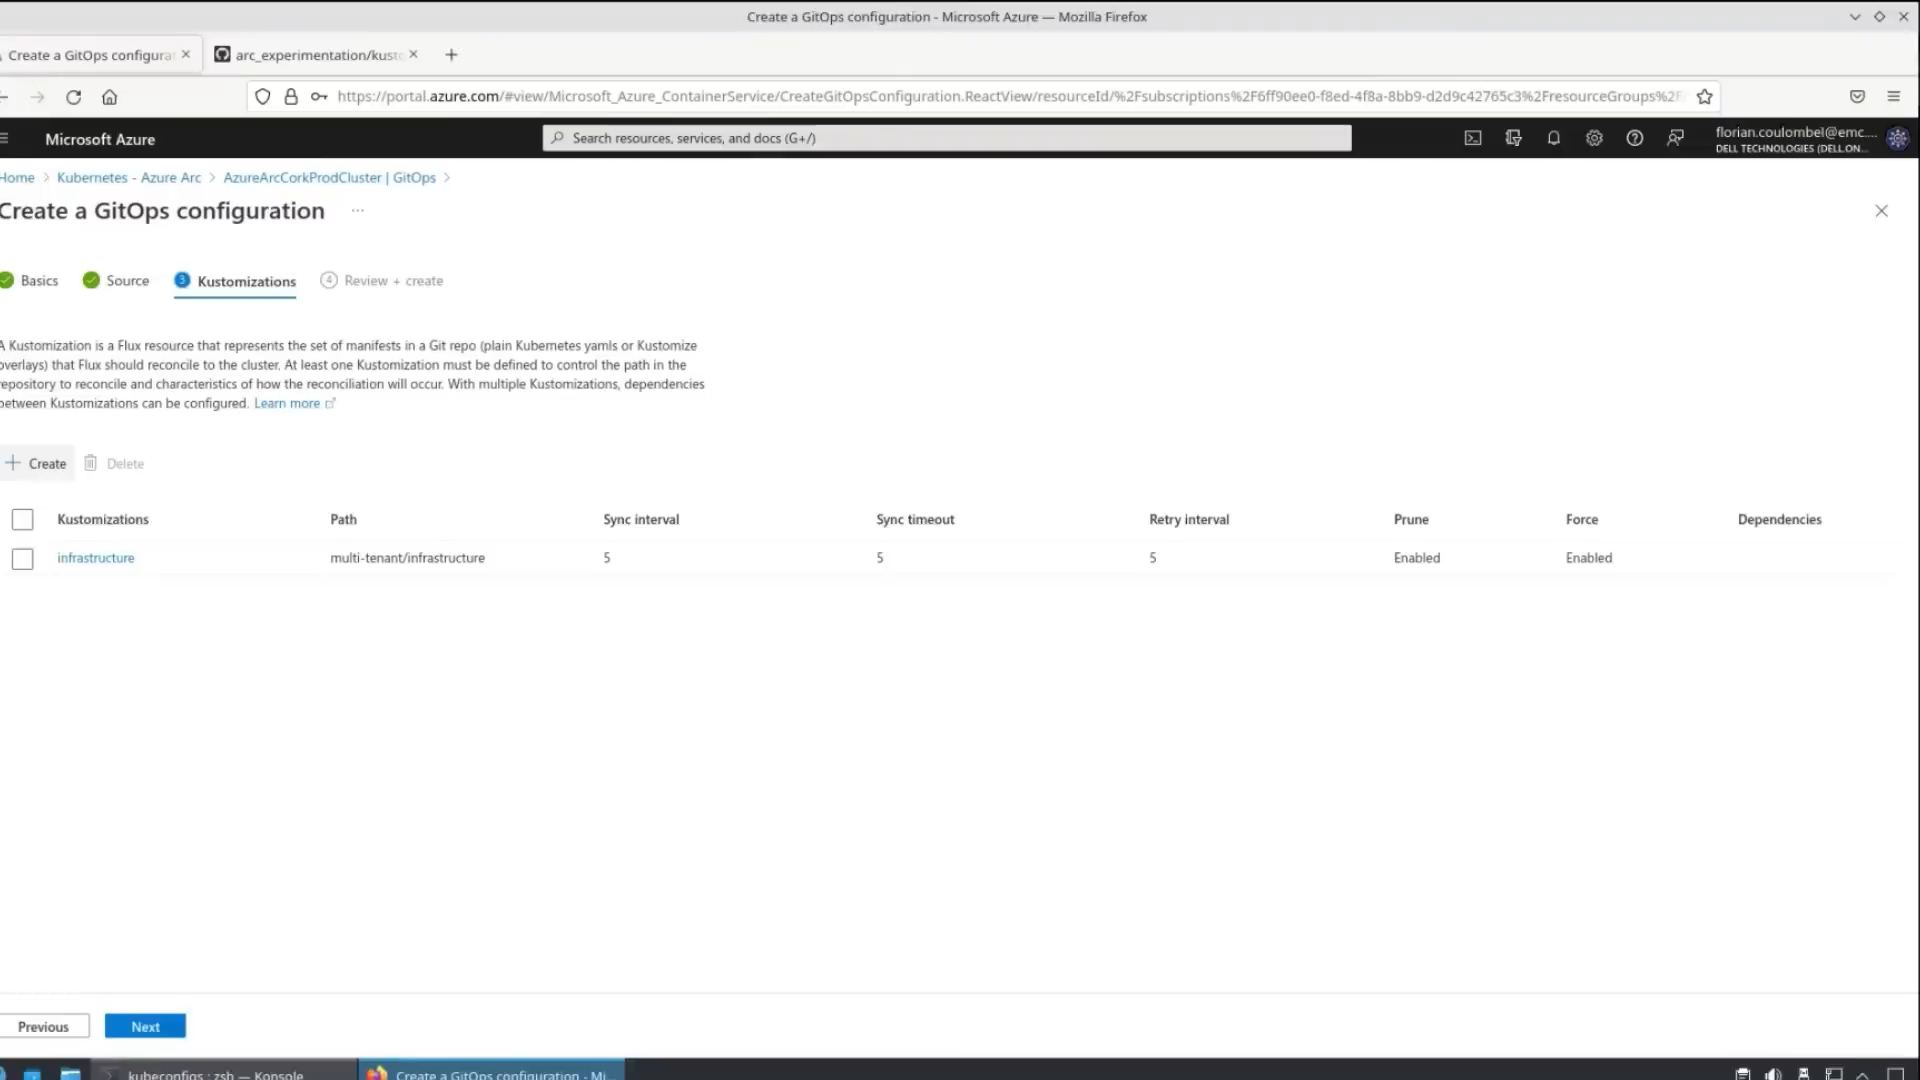 Create a GitOps configuration - Microsoft Azure — Mozilla Firefox
Create a GitOps configurat
arc_experimentation/kusto
https://portal.azure.com/#view/Microsoft_Azure_ContainerService/CreateGitOpsConfiguration.ReactView/resourceId/%2Fsubscriptions%2F6ff90ee0-f8ed-4f8a-8bb9-d2d9c42765c3%2FresourceGroups%2F
Microsoft Azure
Search resources, services, and docs (G+/)
florian.coulombel@emc....
DELL TECHNOLOGIES (DELL.ON...
Home > Kubernetes - Azure Arc > AzureArcCorkProdCluster | GitOps >
Create a GitOps configuration ...
Basics
Source
3 Kustomizations
4 Review + create
A Kustomization is a Flux resource that represents the set of manifests in a Git repo (plain Kubernetes yamls or Kustomize
overlays) that Flux should reconcile to the cluster. At least one Kustomization must be defined to control the path in the
repository to reconcile and characteristics of how the reconciliation will occur. With multiple Kustomizations, dependencies
between Kustomizations can be configured. Learn more
+ Create
Delete
Kustomizations Path Sync interval Sync timeout Retry interval Prune Force Dependencies
infrastructure multi-tenant/infrastructure 5 5 5 Enabled Enabled
Previous
Next
kubeconfigs : zsh — Konsole
Create a GitOps configuration - Mi...